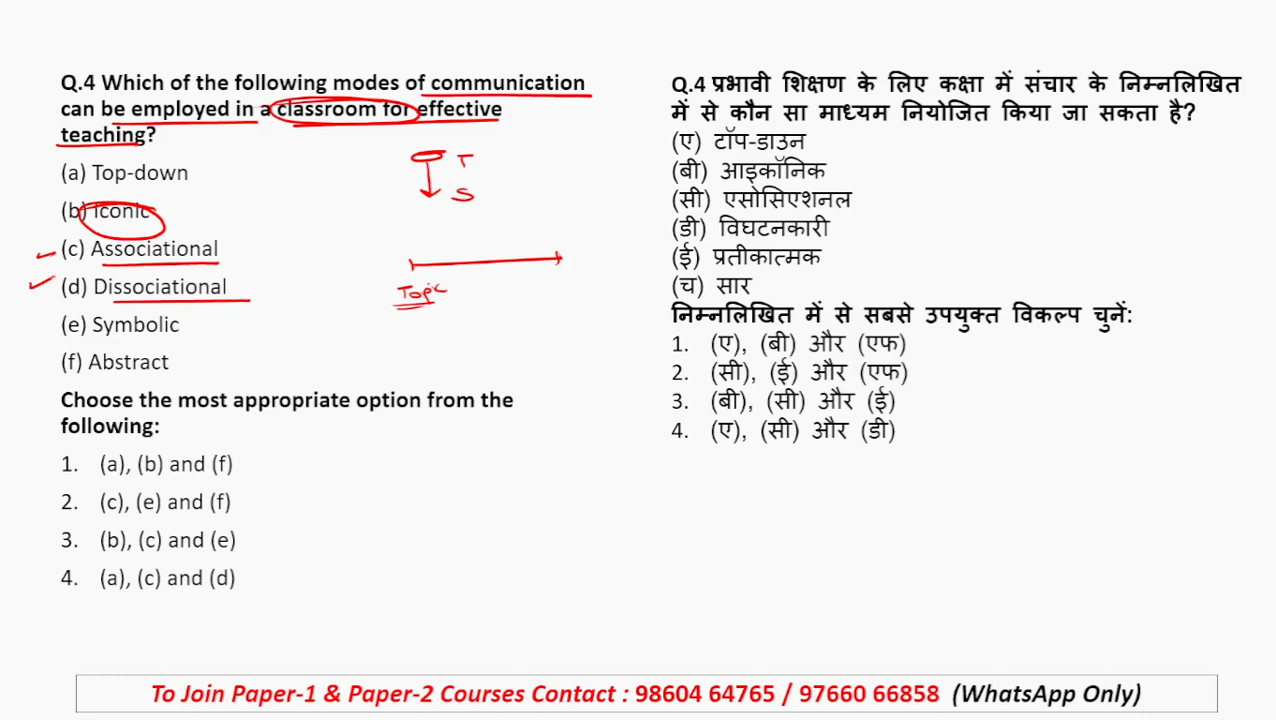 Q.4 Which of the following modes of communication
can be employed in a classroom for effective
teaching?
(a) Top-down
(b) Iconic
(c) Associational
(d) Dissociational
(e) Symbolic
(f) Abstract
Choose the most appropriate option from the
following:
1. (a), (b) and (f)
2. (c), (e) and (f)
3. (b), (c) and (e)
4. (a), (c) and (d)
T
S
Topic
Q.4 प्रभावी शिक्षण के लिए कक्षा में संचार के निम्नलिखित
में से कौन सा माध्यम नियोजित किया जा सकता है?
(ए) टॉप-डाउन
(बी) आइकॉनिक
(सी) एसोसिएशनल
(डी) विघटनकारी
(ई) प्रतीकात्मक
(च) सार
निम्नलिखित में से सबसे उपयुक्त विकल्प चुनें:
1. (ए), (बी) और (एफ)
2. (सी), (ई) और (एफ)
3. (बी), (सी) और (ई)
4. (ए), (सी) और (डी)
To Join Paper-1 & Paper-2 Courses Contact : 98604 64765 / 97660 66858 (WhatsApp Only)